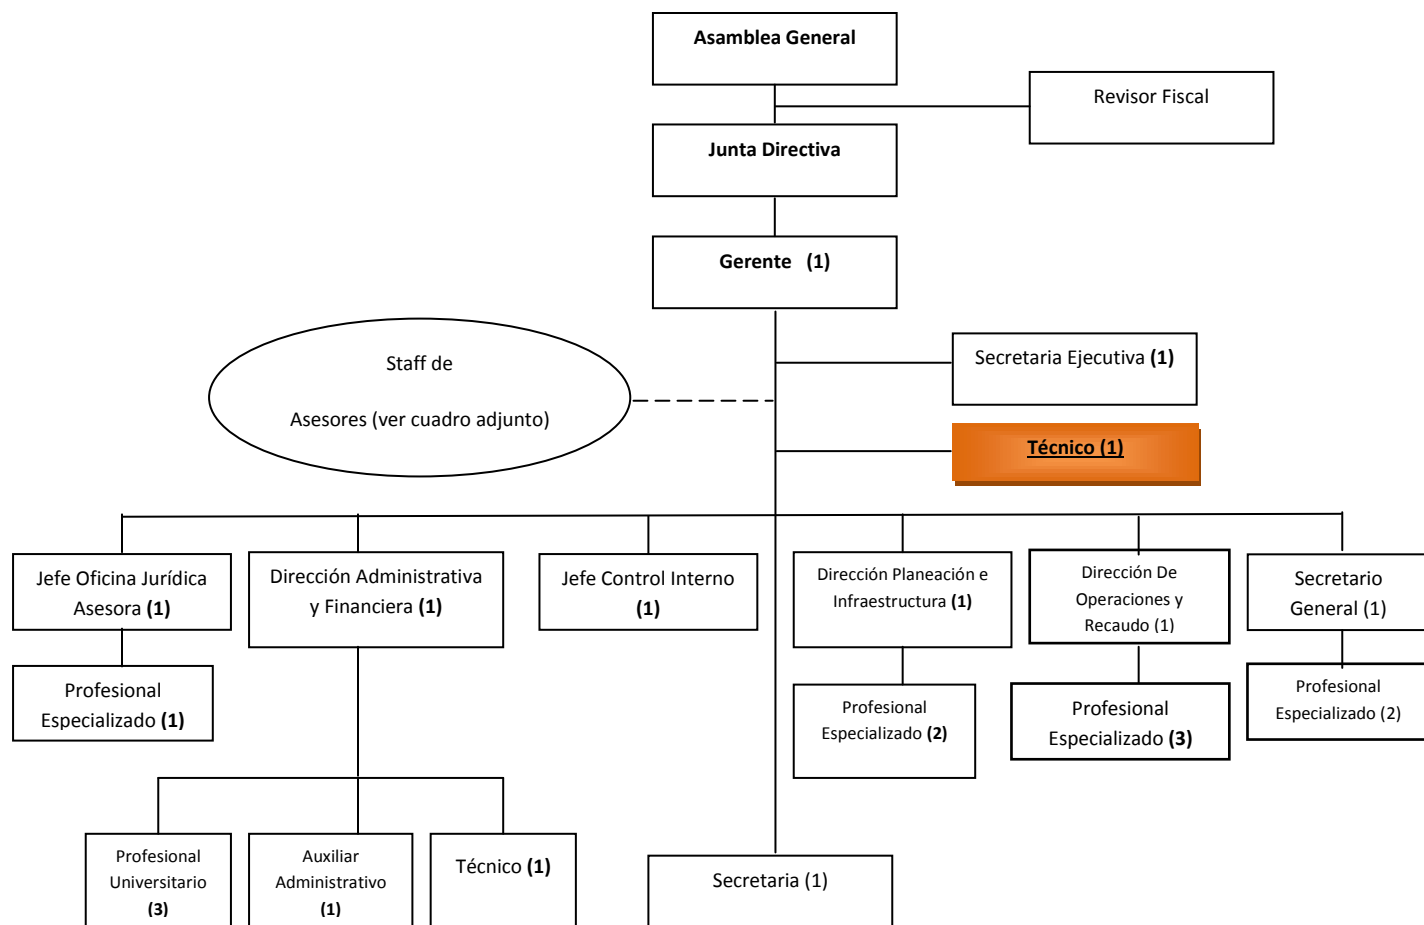 Asamblea General
Revisor Fiscal
Junta Directiva
Gerente (1)
Staff de
Asesores (ver cuadro adjunto)
Secretaria Ejecutiva (1)
Técnico (1)
Jefe Oficina Jurídica
Asesora (1)
Dirección Administrativa
y Financiera (1)
Jefe Control Interno
(1)
Dirección Planeación e
Infraestructura (1)
Dirección De
Operaciones y
Recaudo (1)
Secretario
General (1)
Profesional
Especializado (1)
Profesional
Especializado (2)
Profesional
Especializado (3)
Profesional
Especializado (2)
Profesional
Universitario
(3)
Auxiliar
Administrativo
(1)
Técnico (1)
Secretaria (1)